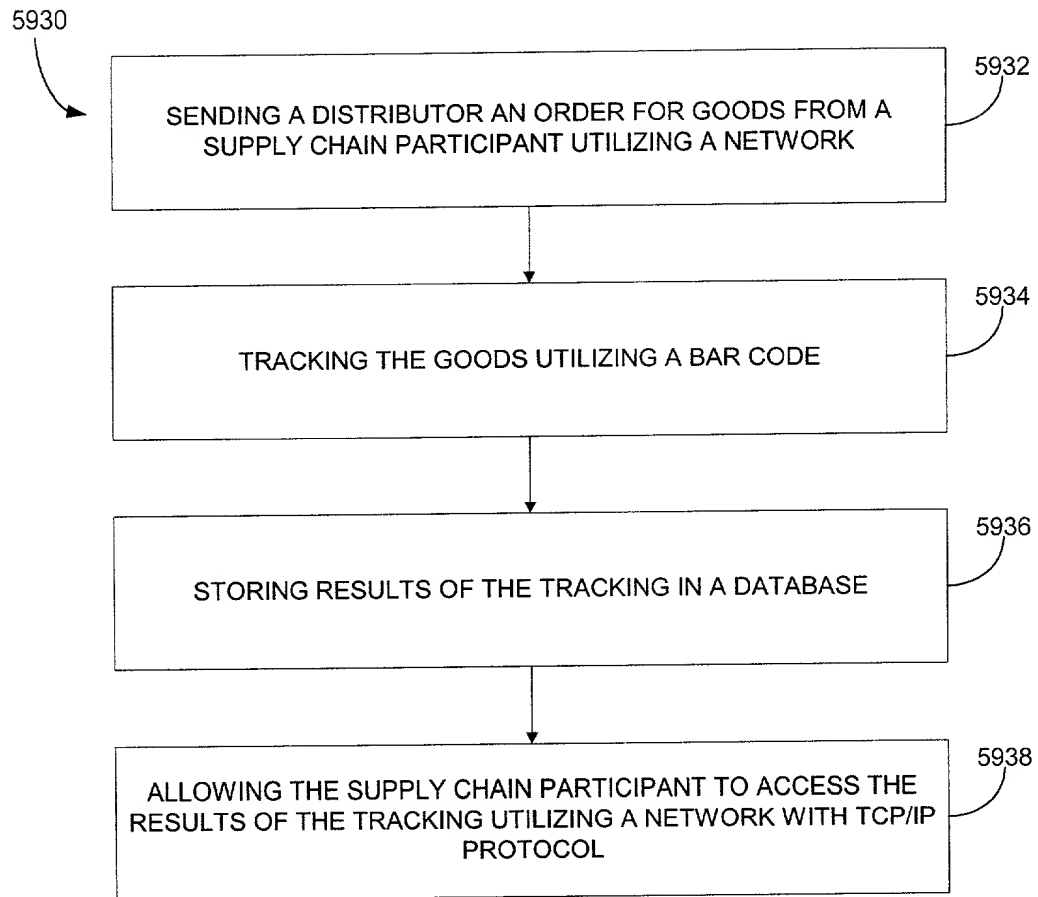 5930
5932
SENDING A DISTRIBUTOR AN ORDER FOR GOODS FROM A
SUPPLY CHAIN PARTICIPANT UTILIZING A NETWORK
5934
TRACKING THE GOODS UTILIZING A BAR CODE
5936
STORING RESULTS OF THE TRACKING IN A DATABASE
5938
ALLOWING THE SUPPLY CHAIN PARTICIPANT TO ACCESS THE
RESULTS OF THE TRACKING UTILIZING A NETWORK WITH TCP/IP
PROTOCOL